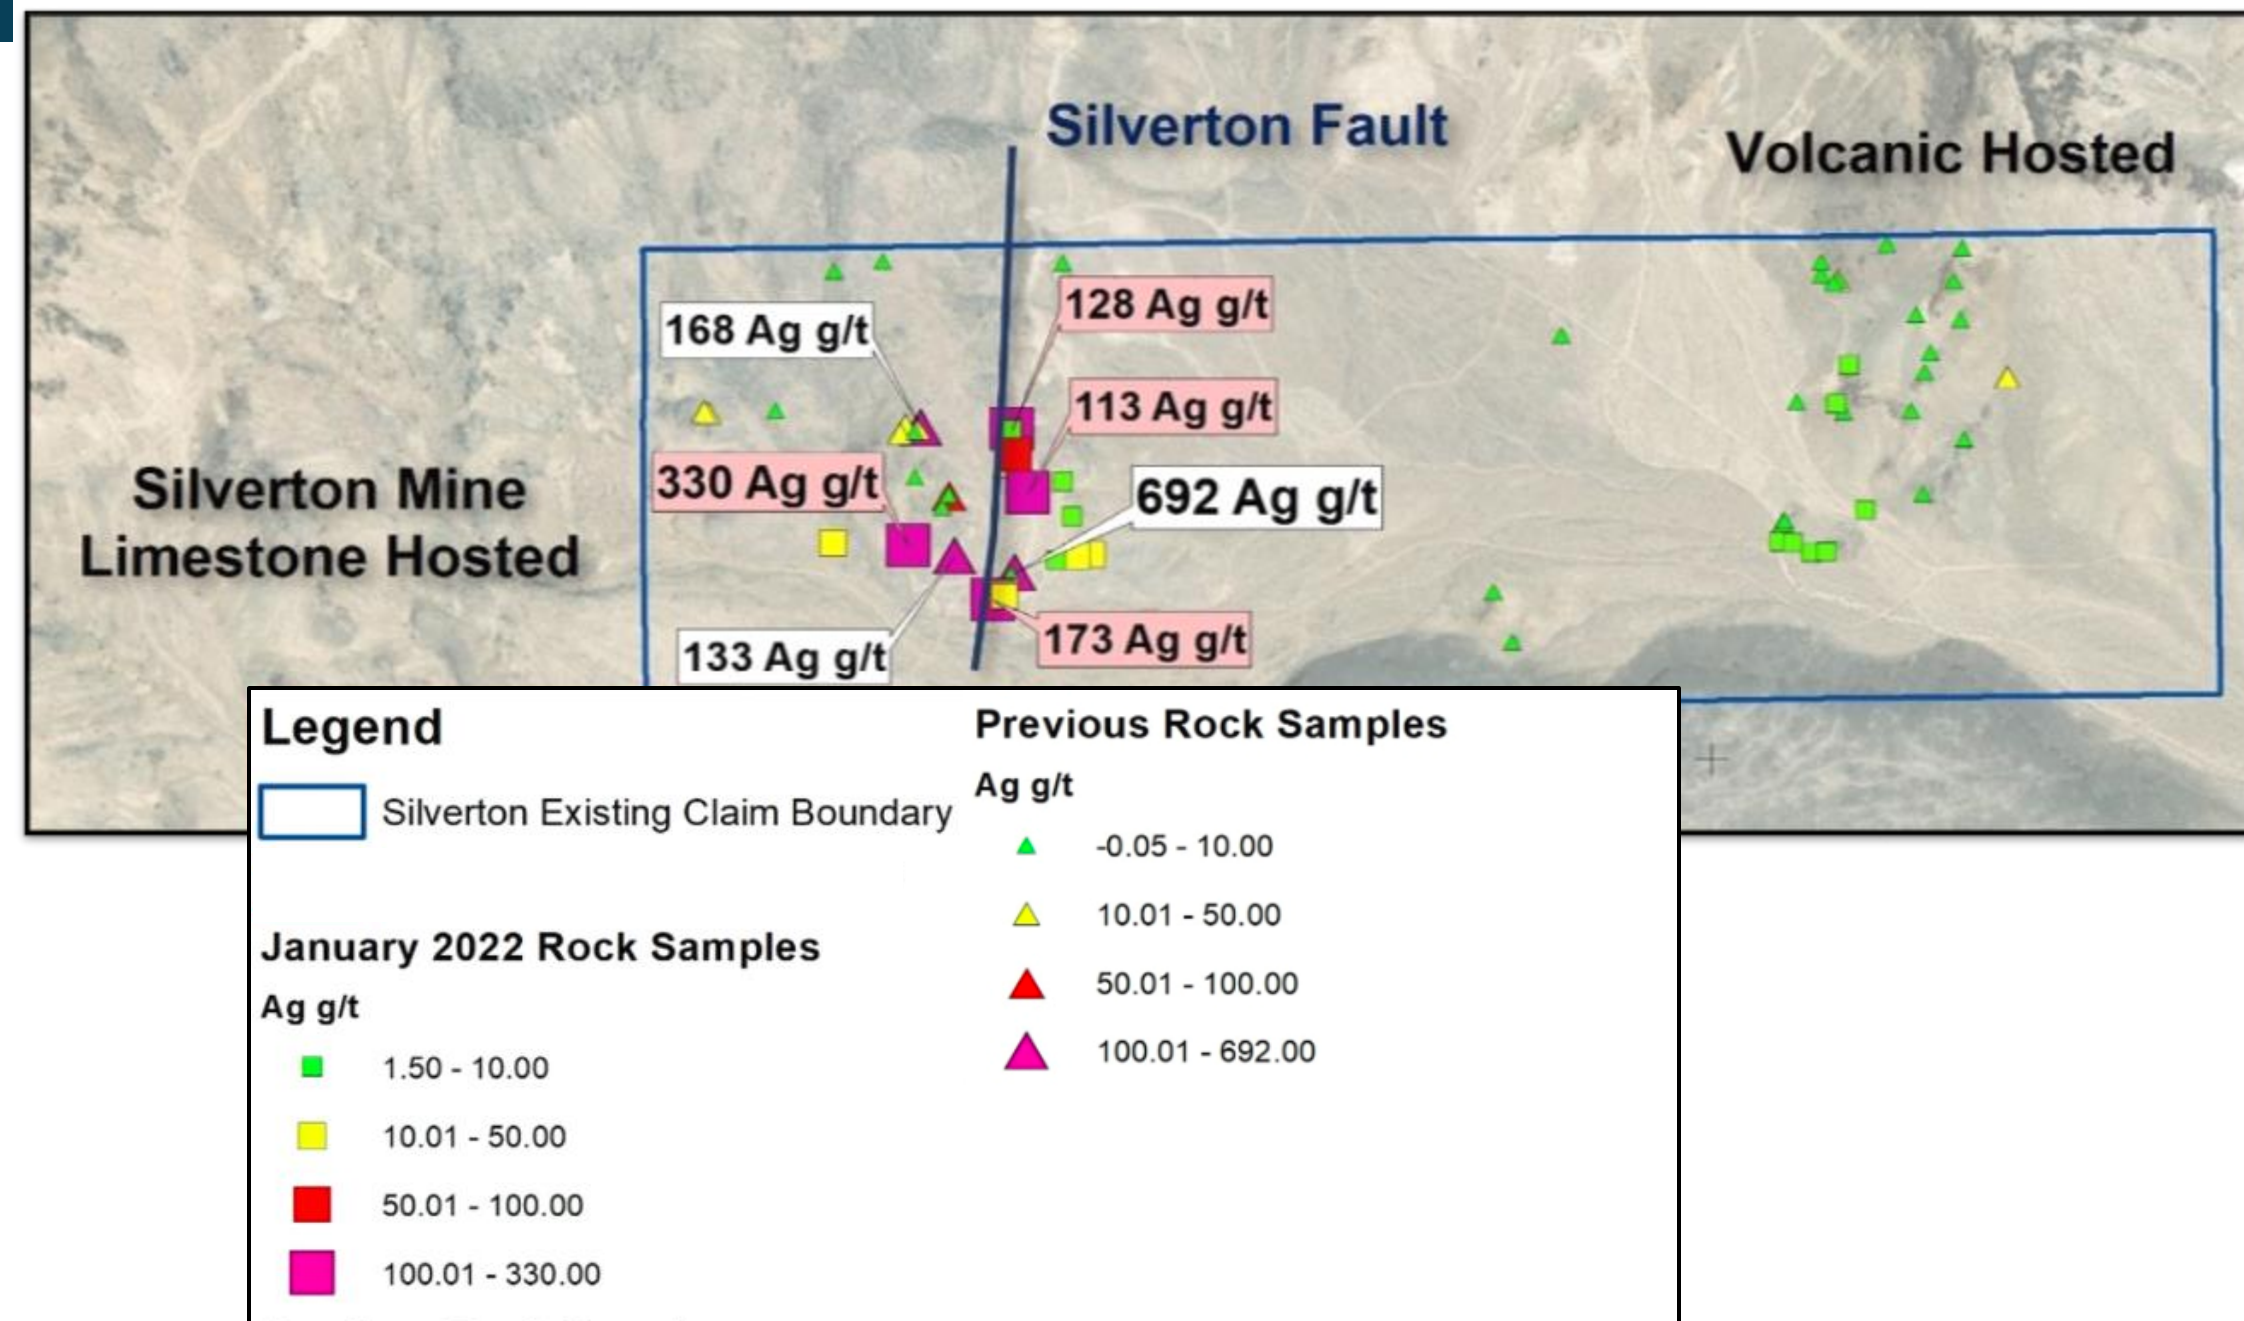 Silverton Fault
Volcanic Hosted
128 Ag g/t
168 Ag g/t
113 Ag g/t
330 Ag g/t
692 Ag g/t
Silverton Mine
Limestone Hosted
173 Ag g/t
133 Ag g/t
Legend
Silverton Existing Claim Boundary
January 2022 Rock Samples
Ag g/t
1.50 - 10.00
10.01 - 50.00
50.01 - 100.00
100.01 - 330.00
Previous Rock Samples
Ag g/t
-0.05 - 10.00
10.01 - 50.00
50.01 - 100.00
100.01 - 692.00